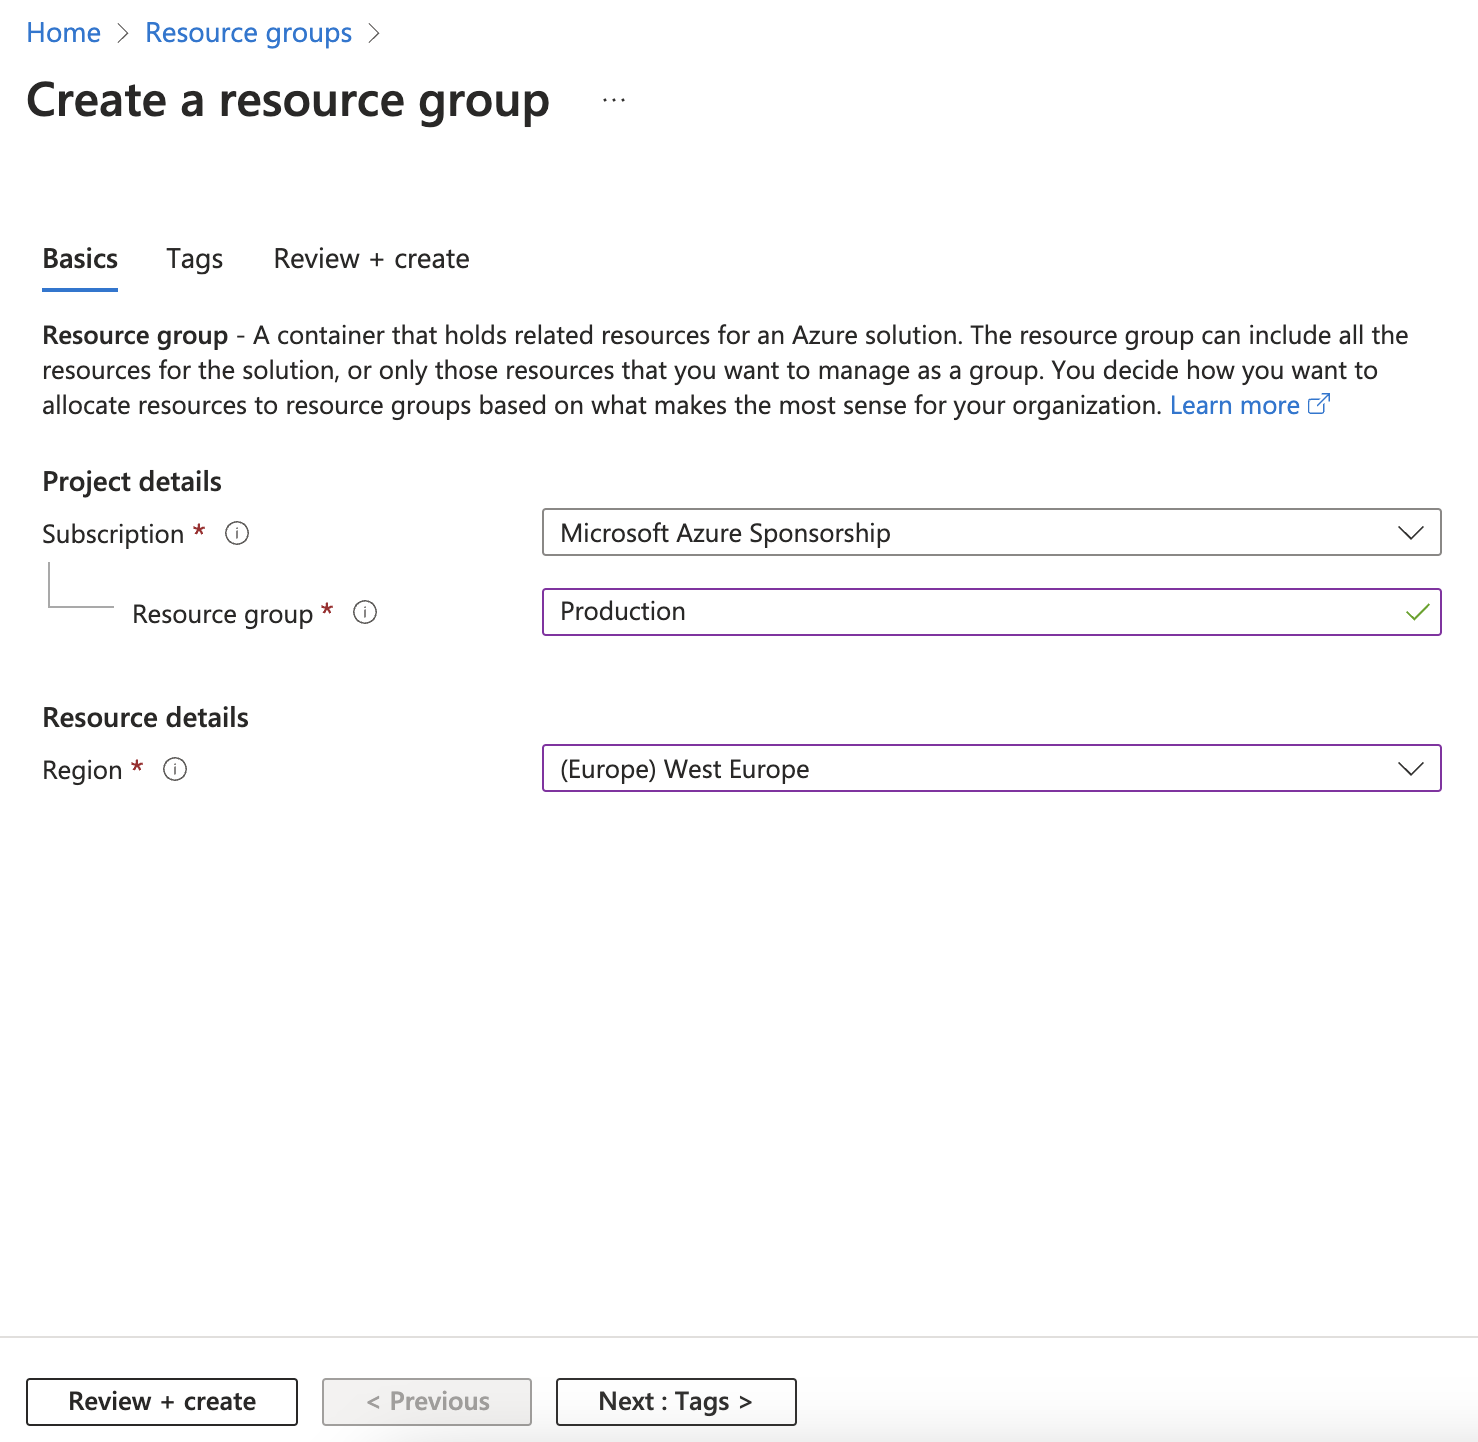 Home > Resource groups >
Create a resource group ...
Basics Tags Review + create
Resource group - A container that holds related resources for an Azure solution. The resource group can include all the
resources for the solution, or only those resources that you want to manage as a group. You decide how you want to
allocate resources to resource groups based on what makes the most sense for your organization. Learn more
Project details
Subscription * Microsoft Azure Sponsorship
Resource group * Production
Resource details
Region * (Europe) West Europe
Review + create < Previous Next : Tags >